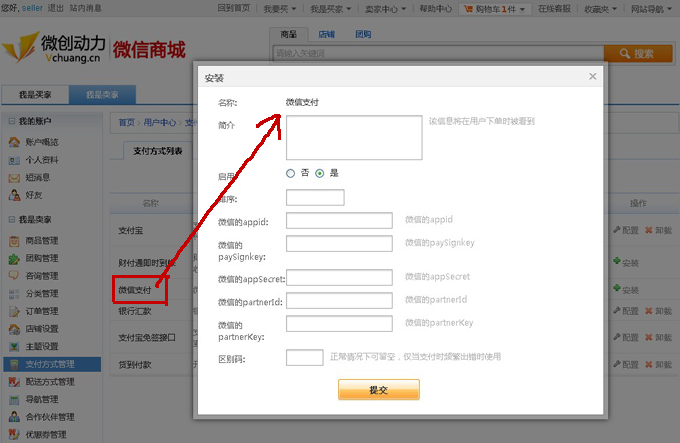 您好, seller 退出 站内消息
回到首页 我要买 我是买家 卖家中心 帮助中心 购物车1件 在线客服 收藏夹 网站导航
微创动力
Vchuang.cn
微信商城
商品 店铺 团购
请输入关键词
搜索
我是买家 我是卖家
我的账户
账户概览
个人资料
短消息
好友
我是卖家
商品管理
团购管理
咨询管理
分类管理
订单管理
店铺设置
主题设置
支付方式管理
配送方式管理
导航管理
合作伙伴管理
优惠券管理
首页 > 用户中心 >
支付方式列表
名称 操作
支付宝 配置 卸载
财付通即时到账 安装
微信支付 安装
银行汇款 配置 卸载
支付宝免签接口 配置 卸载
货到付款 配置 卸载
安装
名称: 微信支付
简介 该信息将在用户下单时被看到
启用: 否 是
排序:
微信的appid: 微信的appid
微信的paySignkey: 微信的paySignkey
微信的appSecret: 微信的appSecret
微信的partnerId: 微信的partnerId
微信的partnerKey: 微信的partnerKey
区别码: 正常情况下可留空，仅当支付时频繁出错时使用
提交